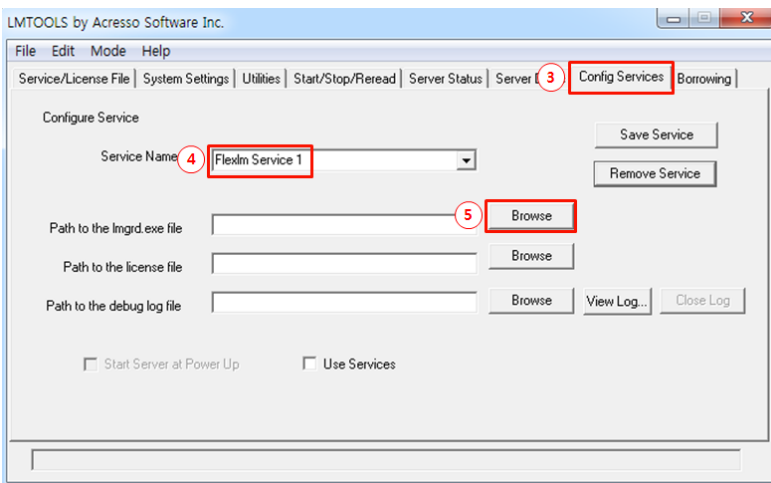 LMTOOLS by Acresso Software Inc.
File Edit Mode Help
Service/License File System Settings Utilities Start/Stop/Reread Server Status Server 3 Config Services Borrowing
Configure Service
Save Service
Service Name 4 Flexlm Service 1
Remove Service
Path to the lmgrd.exe file 5 Browse
Path to the license file Browse
Path to the debug log file Browse View Log... Close Log
Start Server at Power Up Use Services